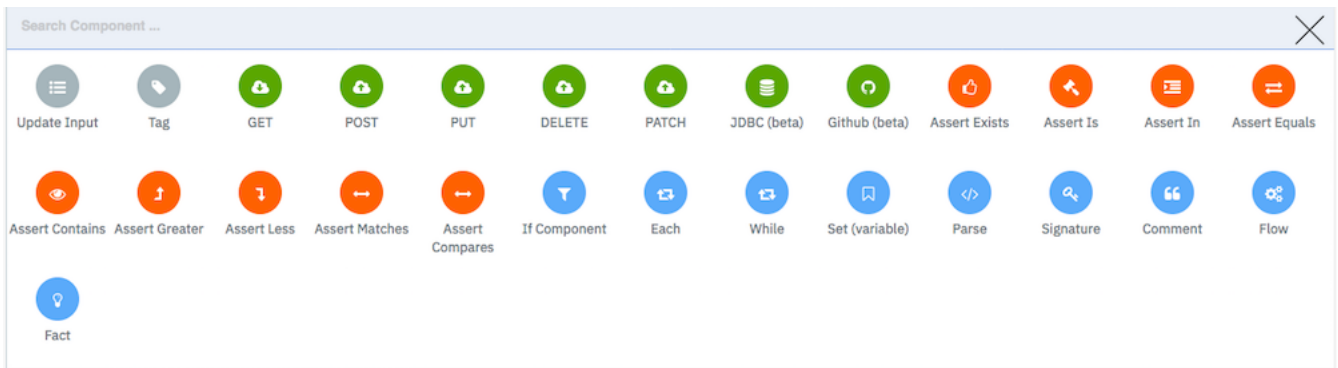 Search Component ...
Update Input
Tag
GET
POST
PUT
DELETE
PATCH
JDBC (beta)
Github (beta)
Assert Exists
Assert Is
Assert In
Assert Equals
Assert Contains
Assert Greater
Assert Less
Assert Matches
Assert
Compares
If Component
Each
While
Set (variable)
Parse
Signature
Comment
Flow
Fact